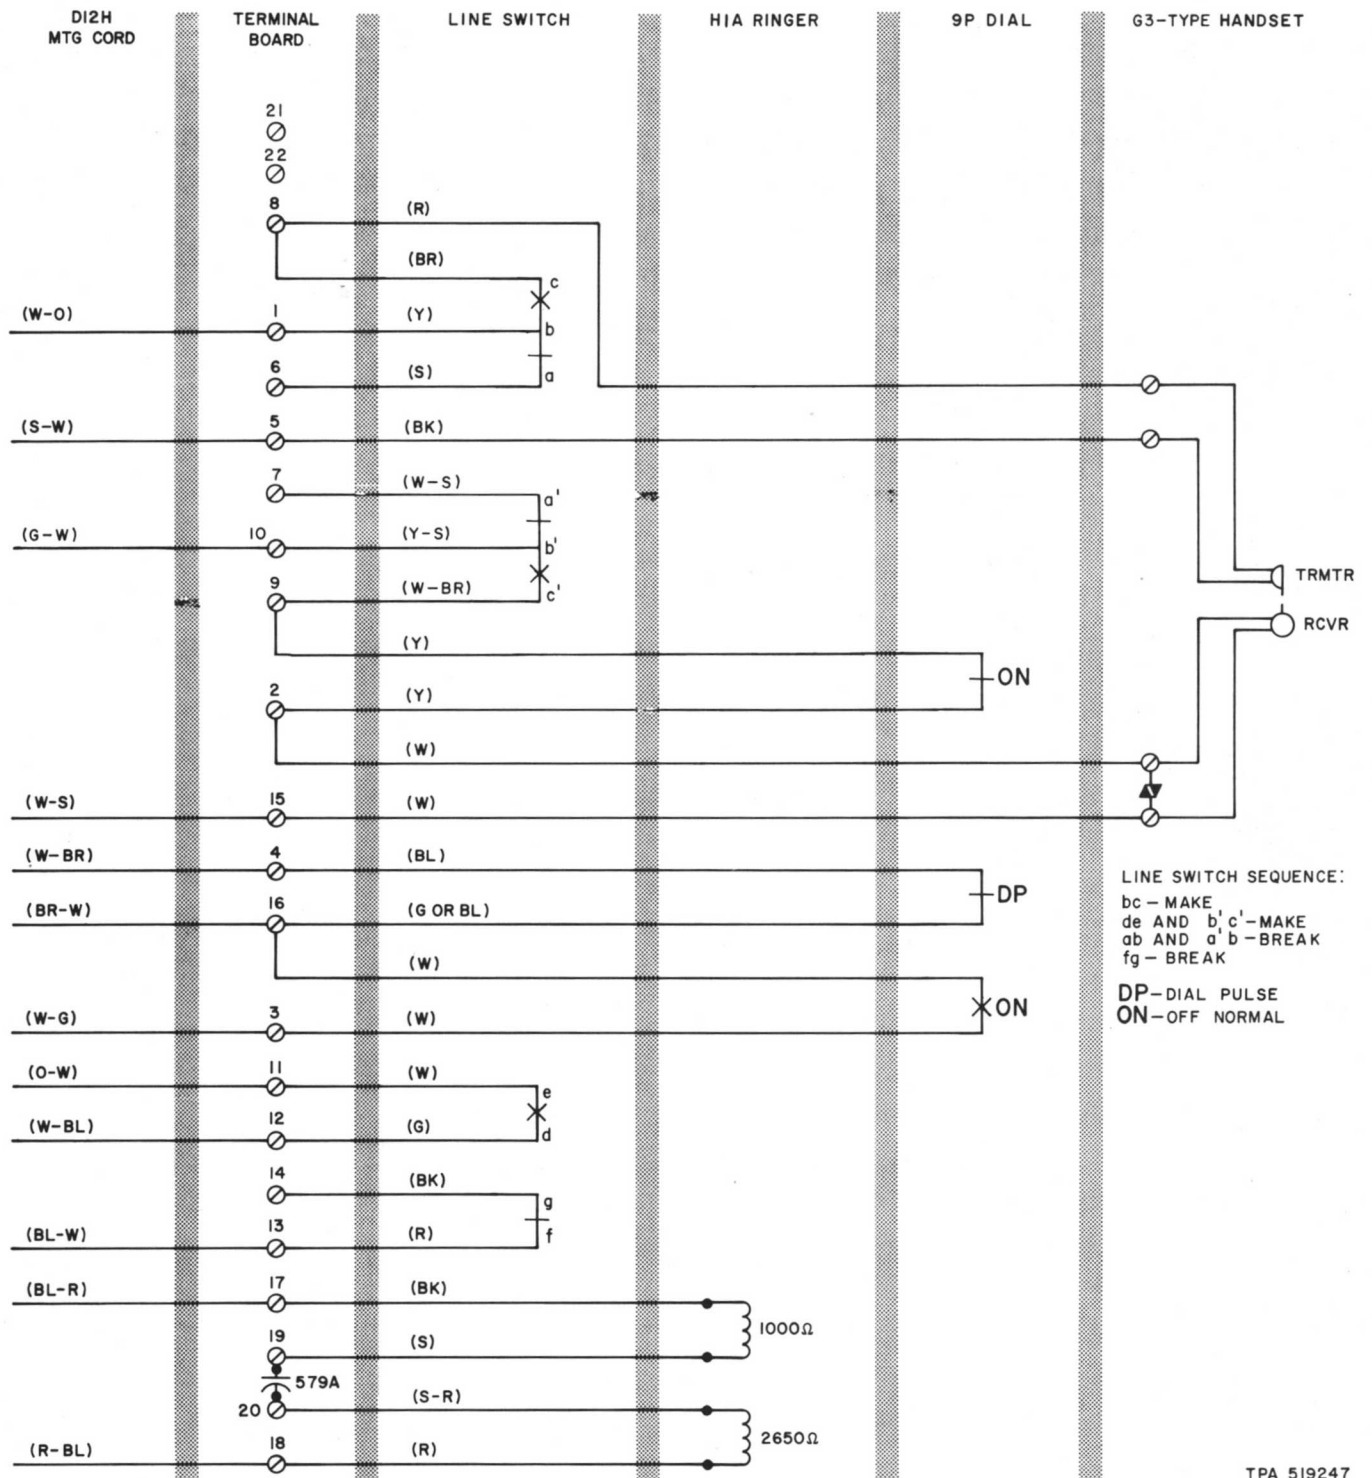 D12H
MTG CORD
TERMINAL
BOARD
LINE SWITCH
H1A RINGER
9P DIAL
G3-TYPE HANDSET
21
22
8
(R)
(BR)
c
(W-O)
1
(Y)
b
6
(S)
a
(S-W)
5
(BK)
7
(W-S)
a'
(G-W)
10
(Y-S)
b'
9
(W-BR)
c'
TRMTR
RCVR
(Y)
ON
2
(Y)
(W)
(W-S)
15
(W)
(W-BR)
4
(BL)
DP
(BR-W)
16
(G OR BL)
(W)
ON
(W-G)
3
(W)
LINE SWITCH SEQUENCE:
bc – MAKE
de AND b'c' – MAKE
ab AND a'b – BREAK
fg – BREAK
DP – DIAL PULSE
ON – OFF NORMAL
(O-W)
11
(W)
e
(W-BL)
12
(G)
d
14
(BK)
g
(BL-W)
13
(R)
f
(BL-R)
17
(BK)
1000Ω
19
(S)
579A
20
(S-R)
2650Ω
(R-BL)
18
(R)
TPA 519247